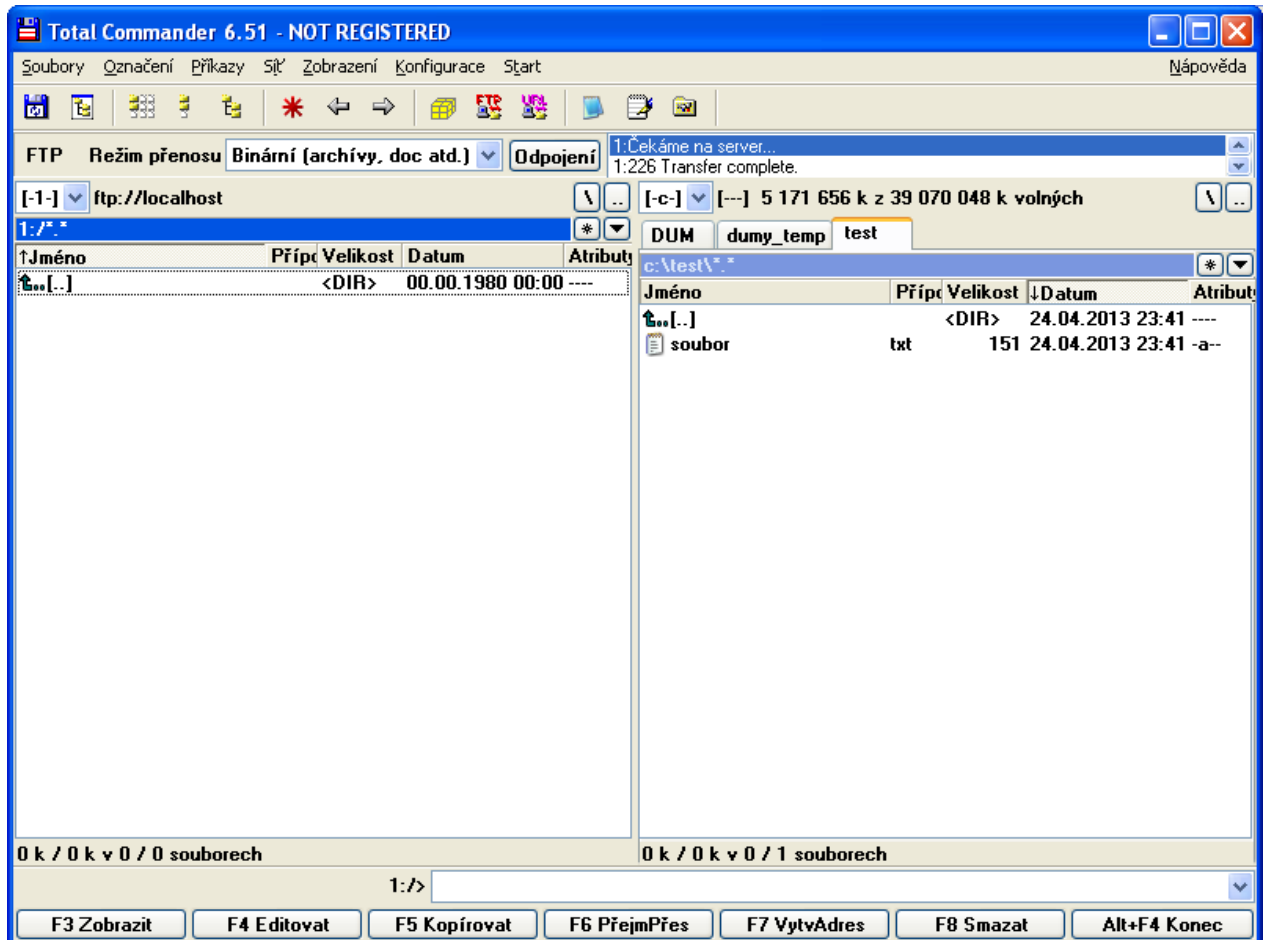 Total Commander 6.51 - NOT REGISTERED
Soubory Označení Příkazy Síť Zobrazení Konfigurace Start Nápověda
FTP Režim přenosu Binární (archívy, doc atd.) Odpojení
1:Čekáme na server...
1:226 Transfer complete.
[-1-] ftp://localhost \ ..
[-c-] [---] 5 171 656 k z 39 070 048 k volných \ ..
DUM dumy_temp test
1:/*.* *
c:\test\*.* *
↑Jméno Přípo Velikost Datum Atributy
[..] <DIR> 00.00.1980 00:00 ----
Jméno Přípo Velikost ↓Datum Atributy
[..] <DIR> 24.04.2013 23:41 ----
soubor txt 151 24.04.2013 23:41 -a--
0 k / 0 k v 0 / 0 souborech
0 k / 0 k v 0 / 1 souborech
1:/>
F3 Zobrazit F4 Editovat F5 Kopírovat F6 PřejmPřes F7 VytvAdres F8 Smazat Alt+F4 Konec